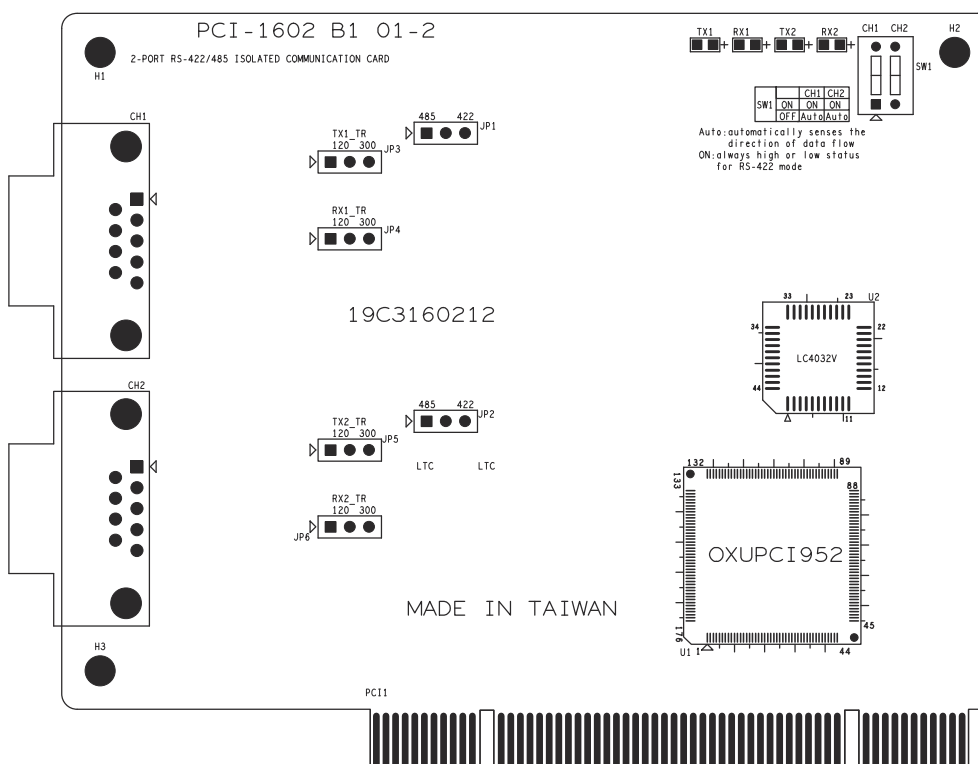 PCI-1602 B1 01-2
2-PORT RS-422/485 ISOLATED COMMUNICATION CARD
H1
TX1 + RX1 + TX2 + RX2 +
CH1 CH2
H2
SW1
CH1 CH2
SW1 ON ON ON
OFF Auto Auto
Auto:automatically senses the
direction of data flow
ON:always high or low status
for RS-422 mode
CH1
485 422
JP1
TX1_TR
120 300
JP3
RX1_TR
120 300
JP4
19C3160212
33 23
U2
34 22
LC4032V
44 12
11
CH2
485 422
JP2
TX2_TR
120 300
JP5
LTC LTC
RX2_TR
120 300
JP6
132 89
133 88
OXUPCI952
176 45
U1 1 44
MADE IN TAIWAN
H3
PCI1